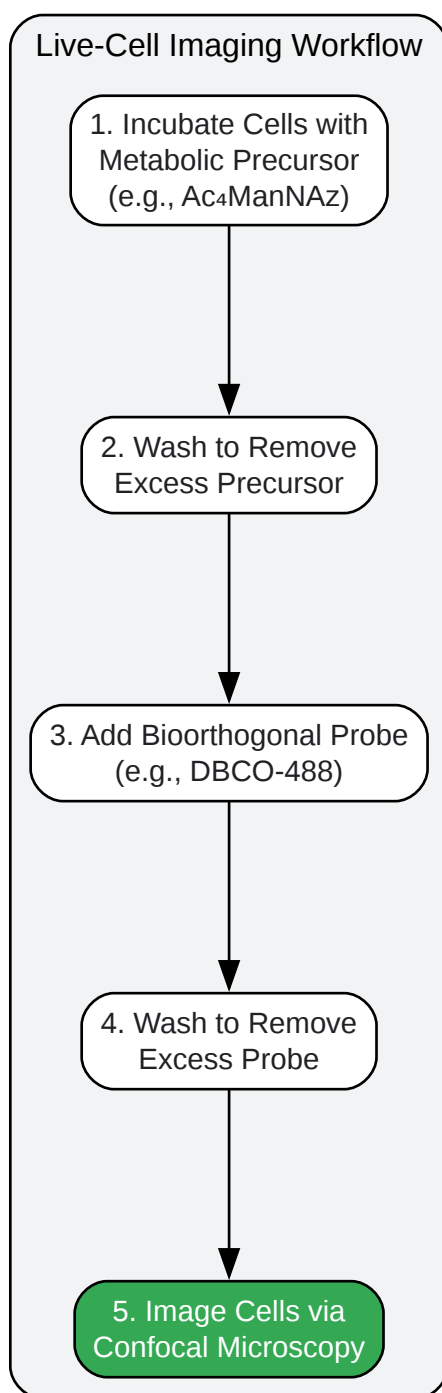 Live-Cell Imaging Workflow
1. Incubate Cells with
Metabolic Precursor
(e.g., Ac₄ManNAz)
2. Wash to Remove
Excess Precursor
3. Add Bioorthogonal Probe
(e.g., DBCO-488)
4. Wash to Remove
Excess Probe
5. Image Cells via
Confocal Microscopy